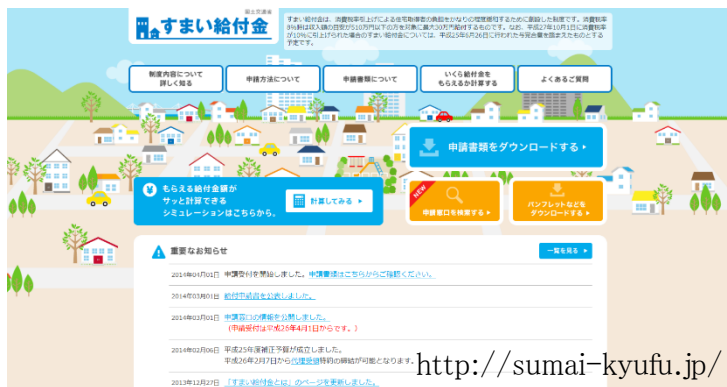 国土交通省
すまい給付金
すまい給付金は、消費税率引上げによる住宅取得者の負担をかなりの程度緩和するために創設した制度です。消費税率
8%時は収入額の目安が510万円以下の方を対象に最大30万円給付するものです。なお、平成27年10月1日に消費税率
が10%に引上げられた場合のすまい給付金については、平成25年6月26日に行われた与党合意を踏まえたものとする
予定です。
制度内容について
詳しく知る
申請方法について
申請書類について
いくら給付金を
もらえるか計算する
よくあるご質問
申請書類をダウンロードする
もらえる給付金額が
サッと計算できる
シミュレーションはこちらから。
計算してみる
NEW
申請窓口を検索する
パンフレットなどを
ダウンロードする
重要なお知らせ
一覧を見る
2014年04月01日 申請受付を開始しました。申請書類はこちらからご確認ください。
2014年03月01日 給付申請書を公表しました。
2014年03月01日 申請窓口の情報を公開しました。
(申請受付は平成26年4月1日からです。)
2014年02月06日 平成25年度補正予算が成立しました。
平成26年2月7日から代理受領特約の締結が可能となります。
http://sumai-kyufu.jp/
2013年12月27日 「すまい給付金とは」のページを更新しました。